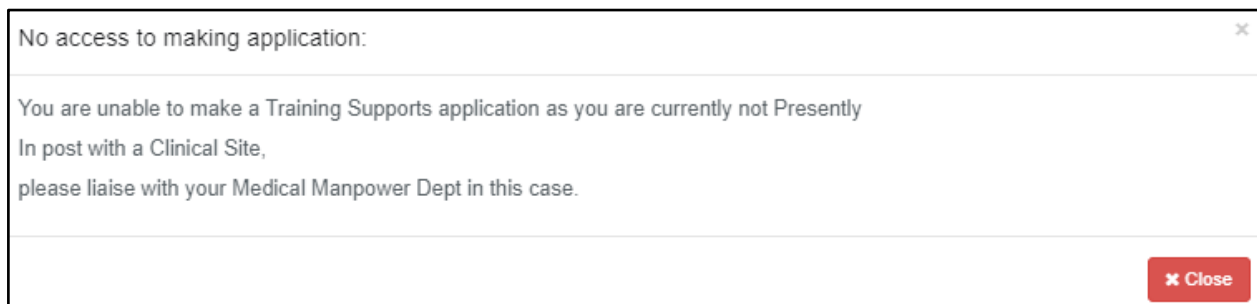 No access to making application:
×
You are unable to make a Training Supports application as you are currently not Presently
In post with a Clinical Site,
please liaise with your Medical Manpower Dept in this case.
✖ Close